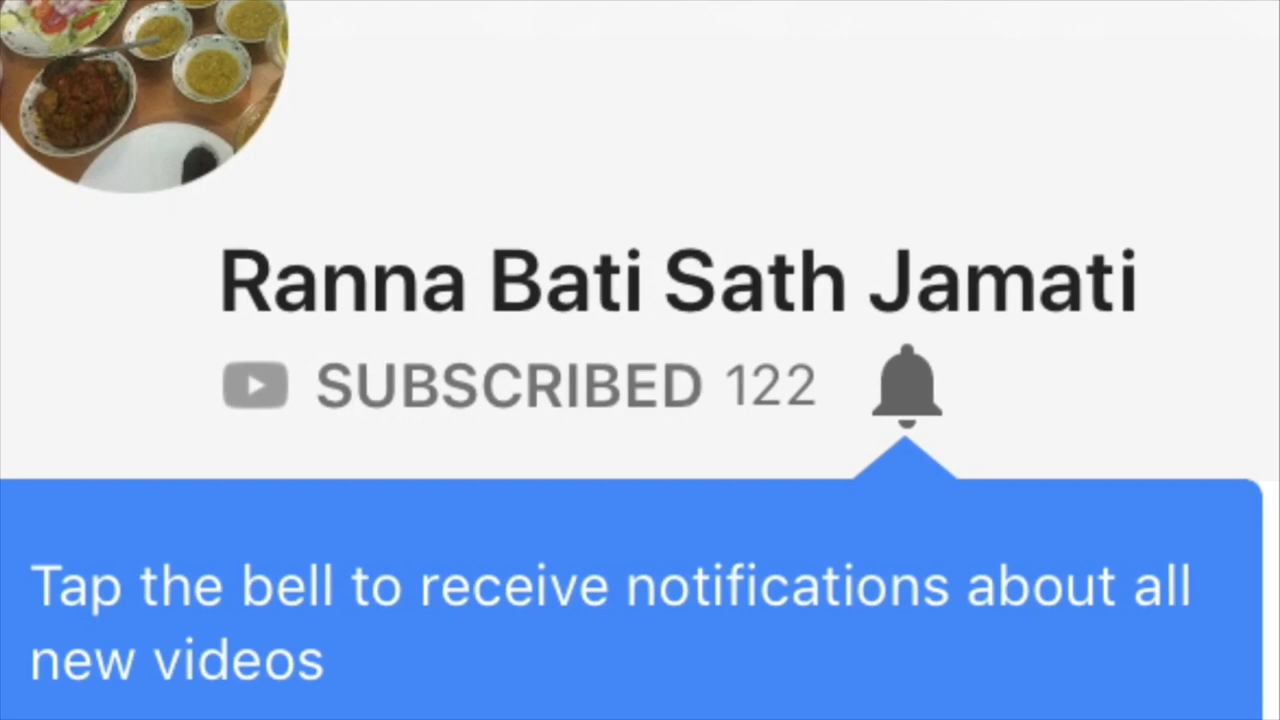 Ranna Bati Sath Jamati
SUBSCRIBED 122
Tap the bell to receive notifications about all
new videos